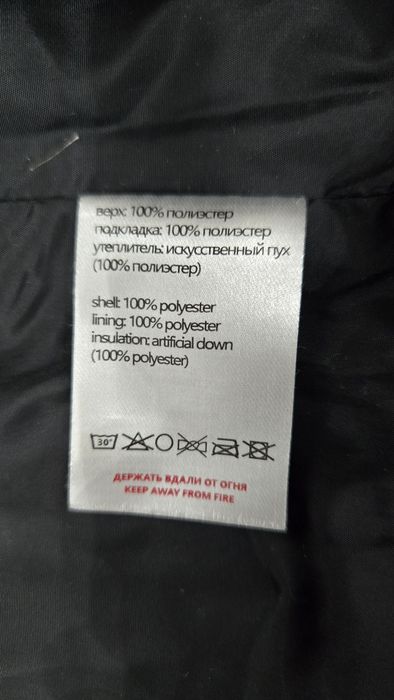 верх: 100% полиэстер
подкладка: 100% полиэстер
утеплитель: искусственный пух
(100% полиэстер)
shell: 100% polyester
lining: 100% polyester
insulation: artificial down
(100% polyester)
30°
ДЕРЖАТЬ ВДАЛИ ОТ ОГНЯ
KEEP AWAY FROM FIRE